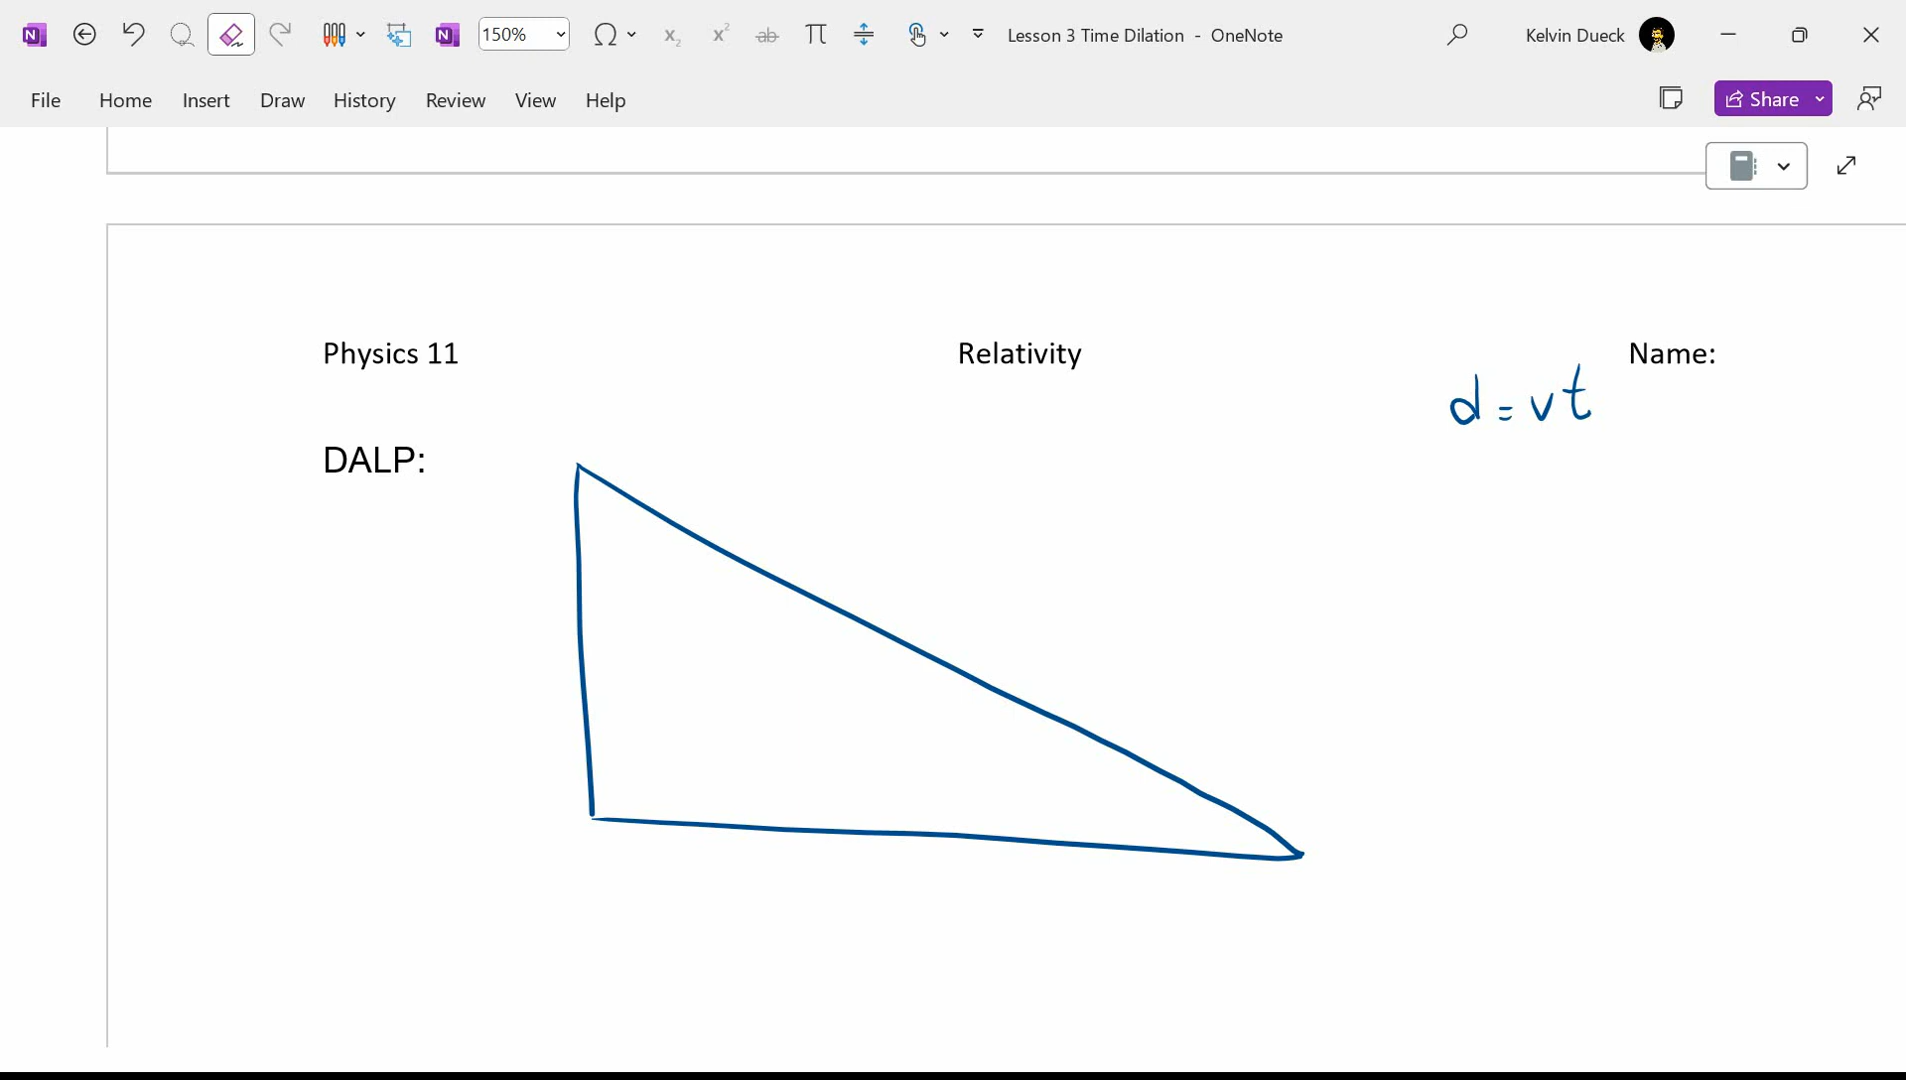 150%
Lesson 3 Time Dilation - OneNote
Kelvin Dueck
File Home Insert Draw History Review View Help
Share
Physics 11 Relativity Name:
d = vt
DALP: